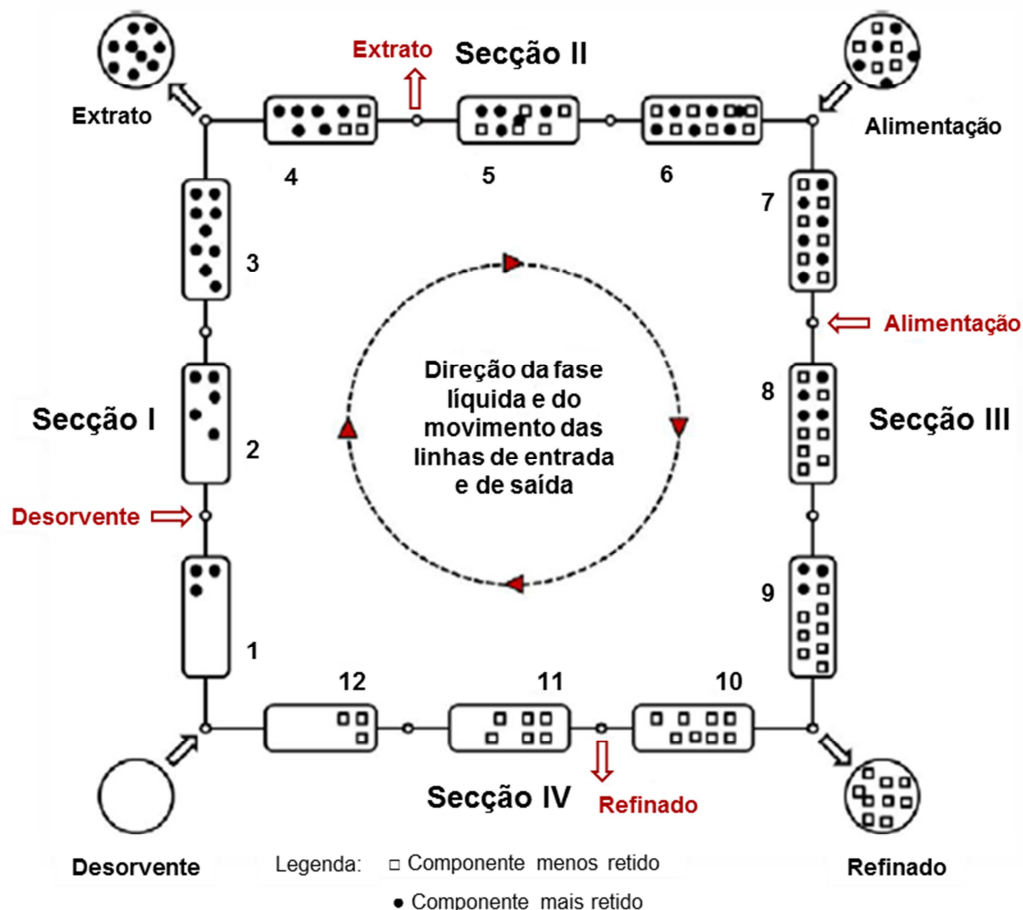 Extrato
Secção II
Extrato
Alimentação
4
5
6
7
3
Alimentação
Direção da fase
líquida e do
movimento das
linhas de entrada
e de saída
8
Secção I
Secção III
2
Desorvente
9
1
12
11
10
Secção IV
Refinado
Desorvente
Refinado
Legenda: Componente menos retido
Componente mais retido